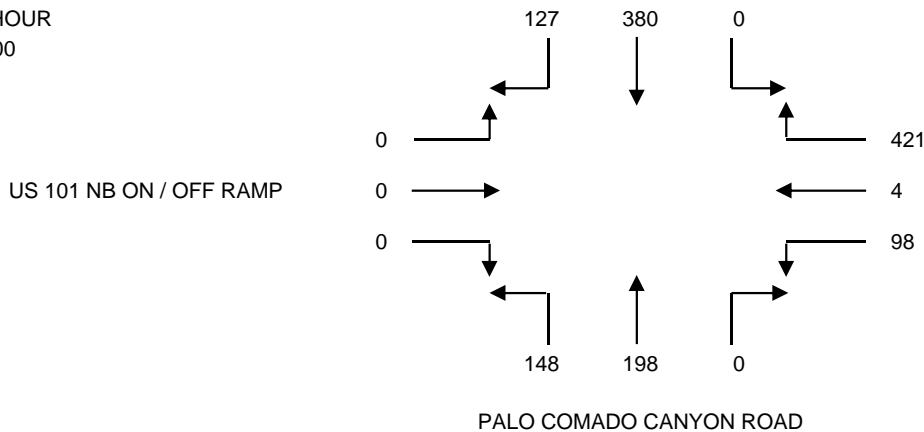 HOUR
00
127 380 0
0 421
US 101 NB ON / OFF RAMP 0 4
0 98
148 198 0
PALO COMADO CANYON ROAD